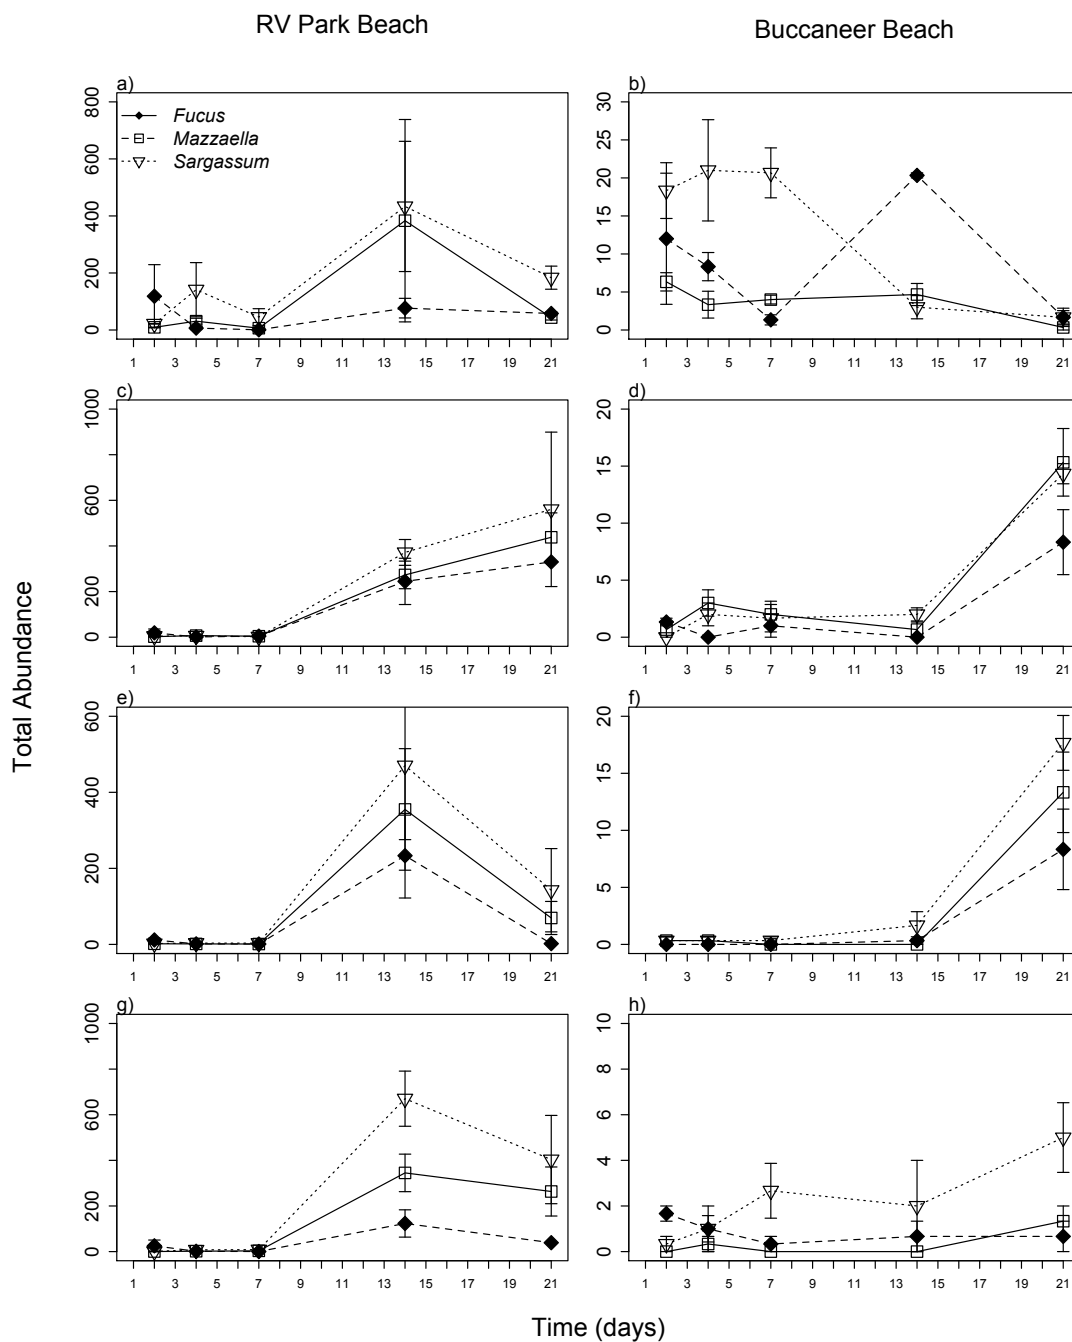 RV Park Beach
Buccaneer Beach
a)
0 200 400 600 800
Fucus
Mazzaella
Sargassum
1 3 5 7 9 11 13 15 17 19 21
b)
0 5 10 15 20 25 30
1 3 5 7 9 11 13 15 17 19 21
c)
0 200 600 1000
1 3 5 7 9 11 13 15 17 19 21
d)
0 5 10 15 20
1 3 5 7 9 11 13 15 17 19 21
e)
0 200 400 600
1 3 5 7 9 11 13 15 17 19 21
f)
0 5 10 15 20
1 3 5 7 9 11 13 15 17 19 21
g)
0 200 600 1000
1 3 5 7 9 11 13 15 17 19 21
h)
0 2 4 6 8 10
1 3 5 7 9 11 13 15 17 19 21
Total Abundance
Time (days)